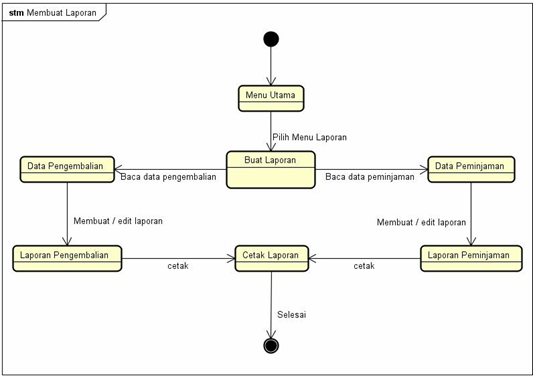 stm Membuat Laporan
Menu Utama
Pilih Menu Laporan
Buat Laporan
Data Pengembalian
Data Peminjaman
Baca data pengembalian
Baca data peminjaman
Membuat / edit laporan
Membuat / edit laporan
Laporan Pengembalian
Cetak Laporan
Laporan Peminjaman
cetak
cetak
Selesai